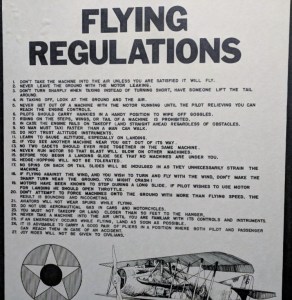 FLYING
REGULATIONS
1. DON'T TAKE THE MACHINE INTO THE AIR UNLESS YOU ARE SATISFIED IT WILL FLY.
2. NEVER LEAVE THE GROUND WITH THE MOTOR LEAKING.
3. DON'T TURN SHARPLY WHEN TAXIING INSTEAD OF TURNING SHORT, HAVE SOMEONE LIFT THE TAIL
AROUND.
4. IN TAKING OFF, LOOK AT THE GROUND AND THE AIR.
5. NEVER GET OUT OF A MACHINE WITH THE MOTOR RUNNING UNTIL THE PILOT RELIEVING YOU CAN
REACH THE ENGINE CONTROLS.
6. PILOTS SHOULD CARRY HANKIES IN A HANDY POSITION TO WIPE OFF GOGGLES.
7. RIDING ON THE STEPS, WINGS, OR TAIL OF A MACHINE IS PROHIBITED.
8. IN CASE THE ENGINE FAILS ON TAKEOFF LAND STRAIGHT AHEAD REGARDLESS OF OBSTACLES.
9. NO MAN MUST TAXI FASTER THAN A MAN CAN WALK.
10. DO NOT TRUST ALTITUDE INSTRUMENTS.
11. LEARN TO GAUGE ALTITUDE, ESPECIALLY ON LANDING.
12. IF YOU SEE ANOTHER MACHINE NEAR YOU GET OUT OF ITS WAY.
13. NO TWO CADETS SHOULD EVER RIDE TOGETHER IN THE SAME MACHINE.
14. NEVER RUN MOTOR SO THAT BLAST WILL BLOW ON OTHER MACHINES.
15. BEFORE YOU BEGIN A LANDING GLIDE SEE THAT NO MACHINES ARE UNDER YOU.
16. HEDGE-HOPPING WILL NOT BE TOLERATED.
17. NO SPINS ON BACK OR TAIL SLIDES WILL BE INDULGED IN AS THEY UNNECESSARILY STRAIN THE
18. IF FLYING AGAINST THE WIND, AND YOU WISH TO TURN AND FLY WITH THE WIND, DON'T MAKE THE
SHARP TURN NEAR THE GROUND, YOU MIGHT CRASH!
19. MOTORS HAVE BEEN KNOWN TO STOP DURING A LONG GLIDE. IF PILOT WISHES TO USE MOTOR
FOR LANDING HE SHOULD OPEN THROTTLE.
20. DON'T ATTEMPT TO FORCE MACHINES ONTO THE GROUND WITH MORE THAN FLYING SPEED. THE
21. AVIATORS WILL NOT WEAR SPURS WHILE FLYING.
22. DO NOT USE AERONAUTICAL GAS IN CARS AND MOTORCYCLES.
23. YOU MUST NOT TAKEOFF OR LAND CLOSER THAN 50 FEET TO THE HANGER.
24. NEVER TAKE A MACHINE INTO THE AIR UNTIL YOU ARE FAMILIAR WITH ITS CONTROLS AND INSTRUMENTS
25. IF AN EMERGENCY OCCURS WHILE FLYING, LAND AS SOON AS POSSIBLE.
26. IT IS ADVISABLE TO CARRY A GOOD PAIR OF PLIERS IN A POSITION WHERE BOTH PILOT AND PASSENGER
CAN REACH THEM IN CASE OF AN ACCIDENT.
27. JOY RIDES WILL NOT BE GIVEN TO CIVILIANS.